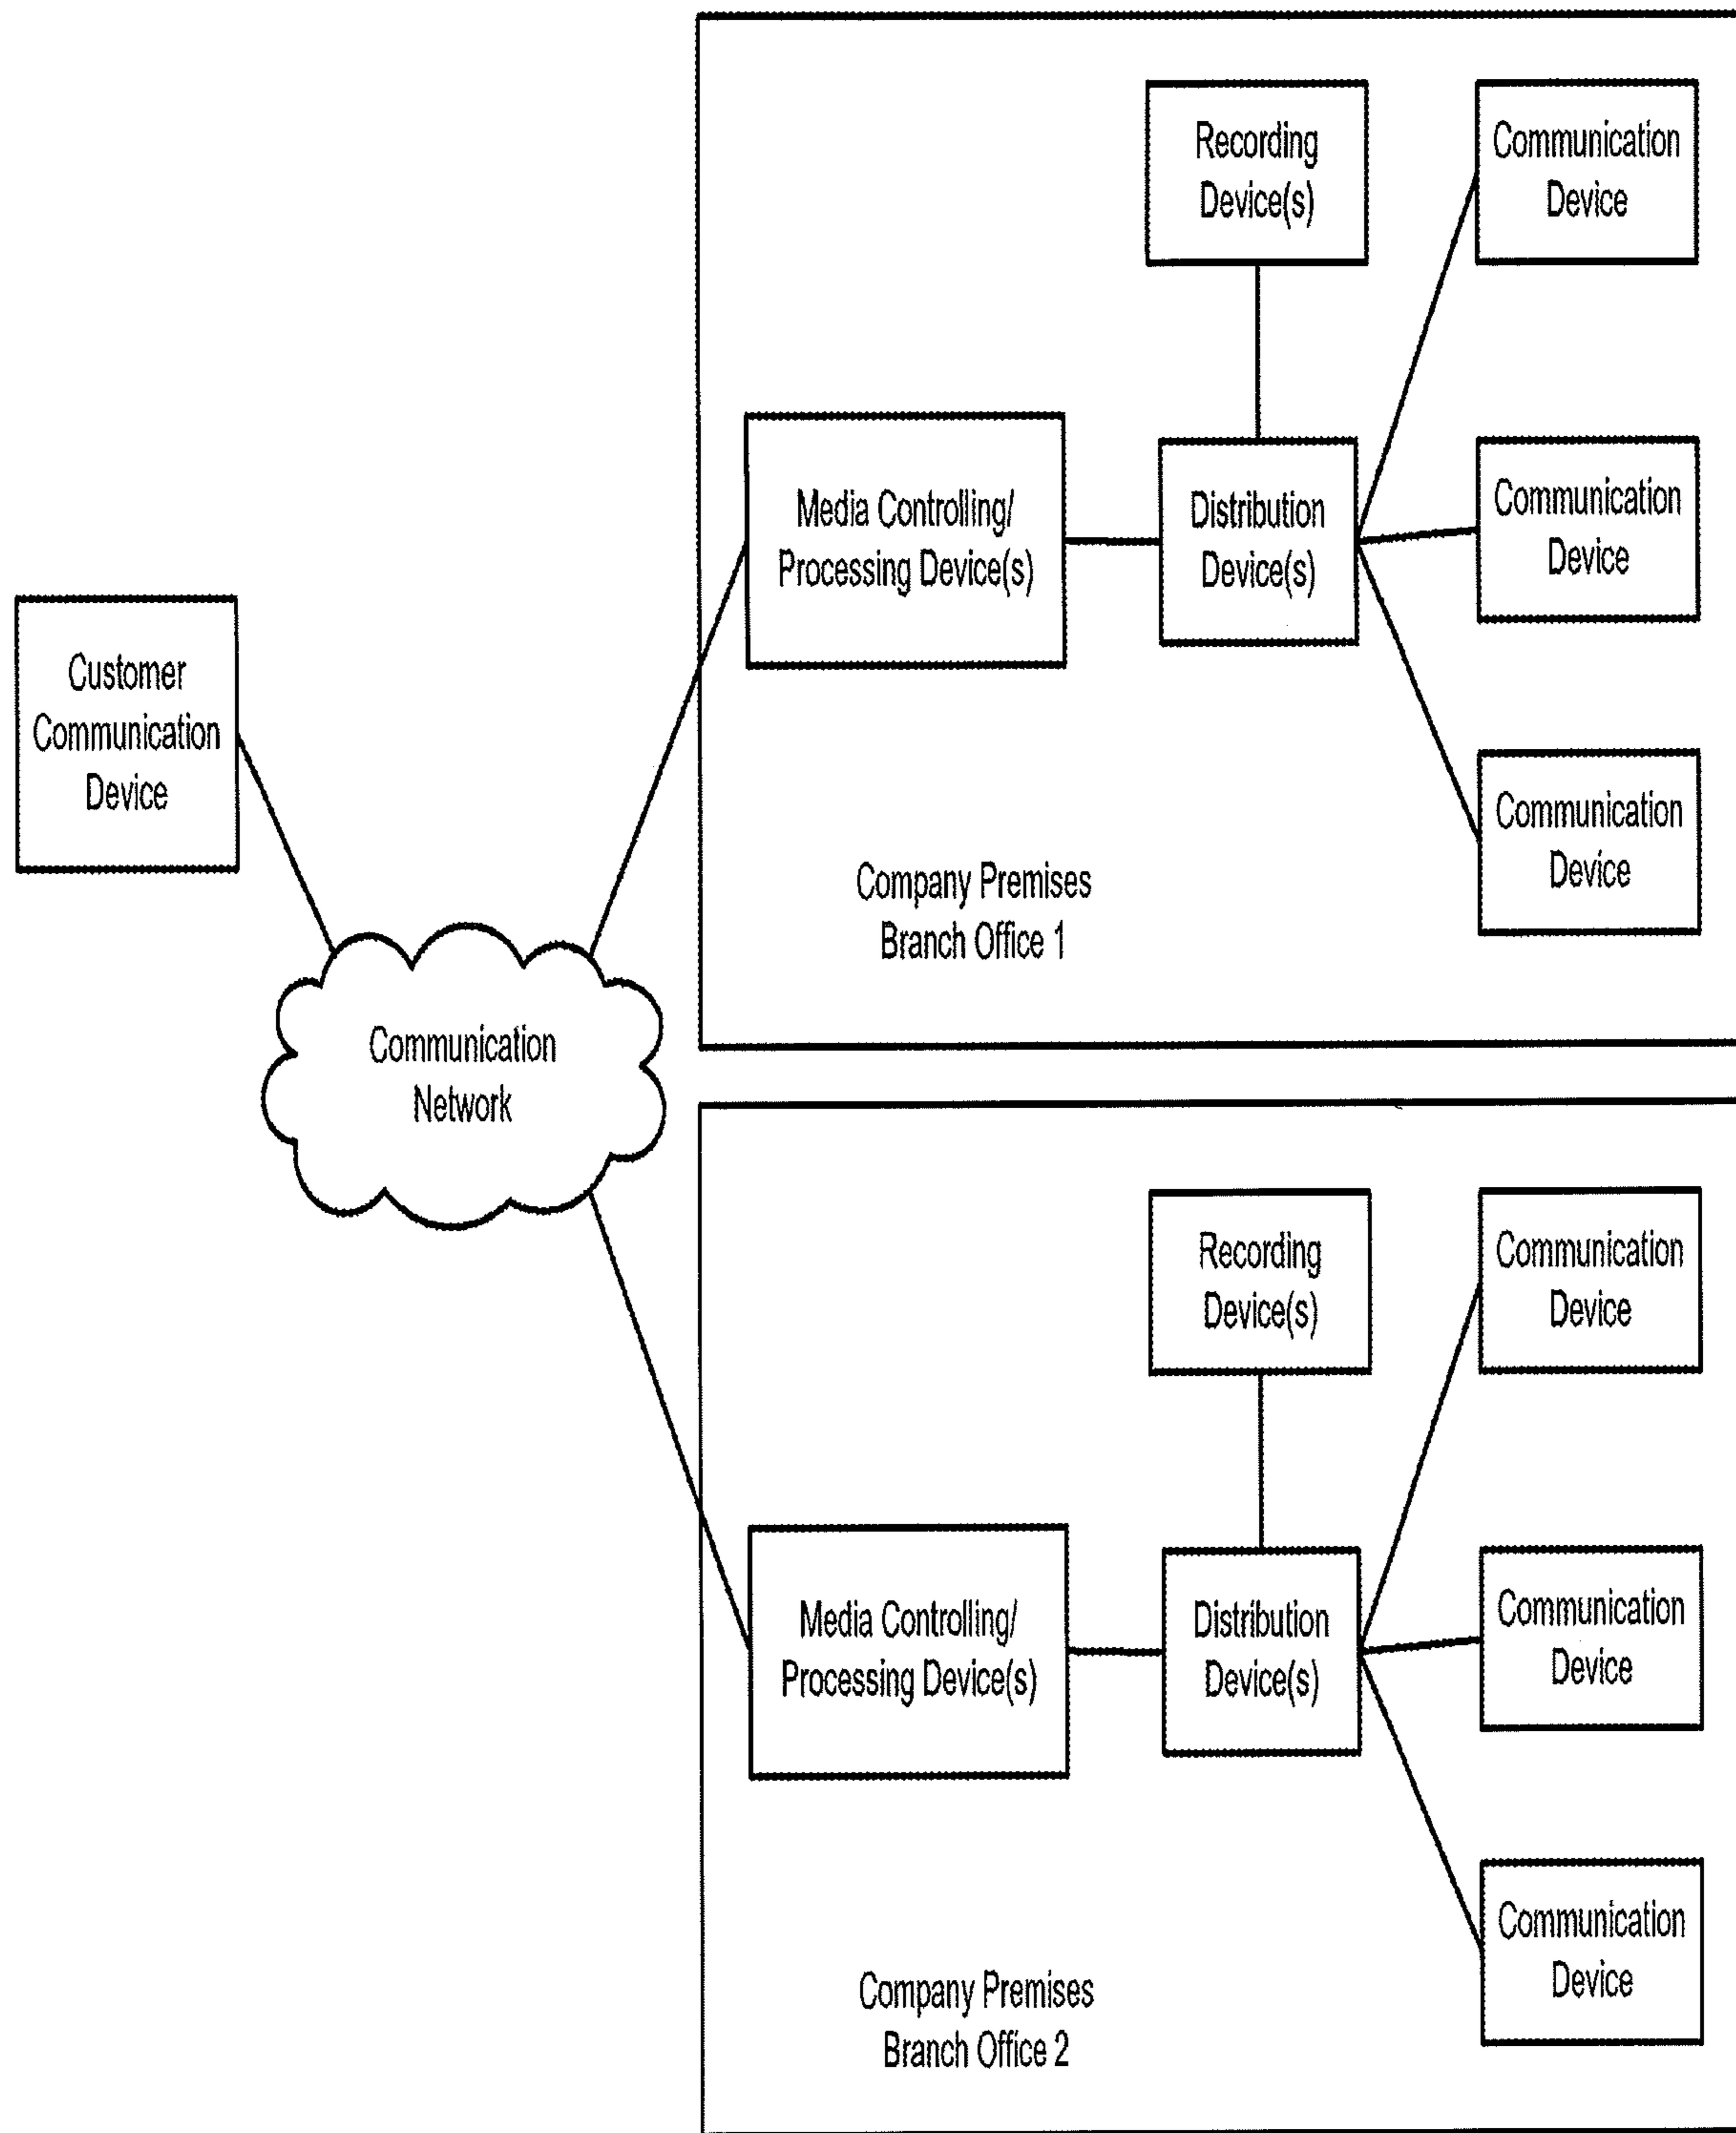 Recording
Device(s)
Communication
Device
Media Controlling/
Processing Device(s)
Distribution
Device(s)
Communication
Device
Customer
Communication
Device
Communication
Device
Company Premises
Branch Office 1
Communication
Network
Recording
Device(s)
Communication
Device
Media Controlling/
Processing Device(s)
Distribution
Device(s)
Communication
Device
Communication
Device
Company Premises
Branch Office 2